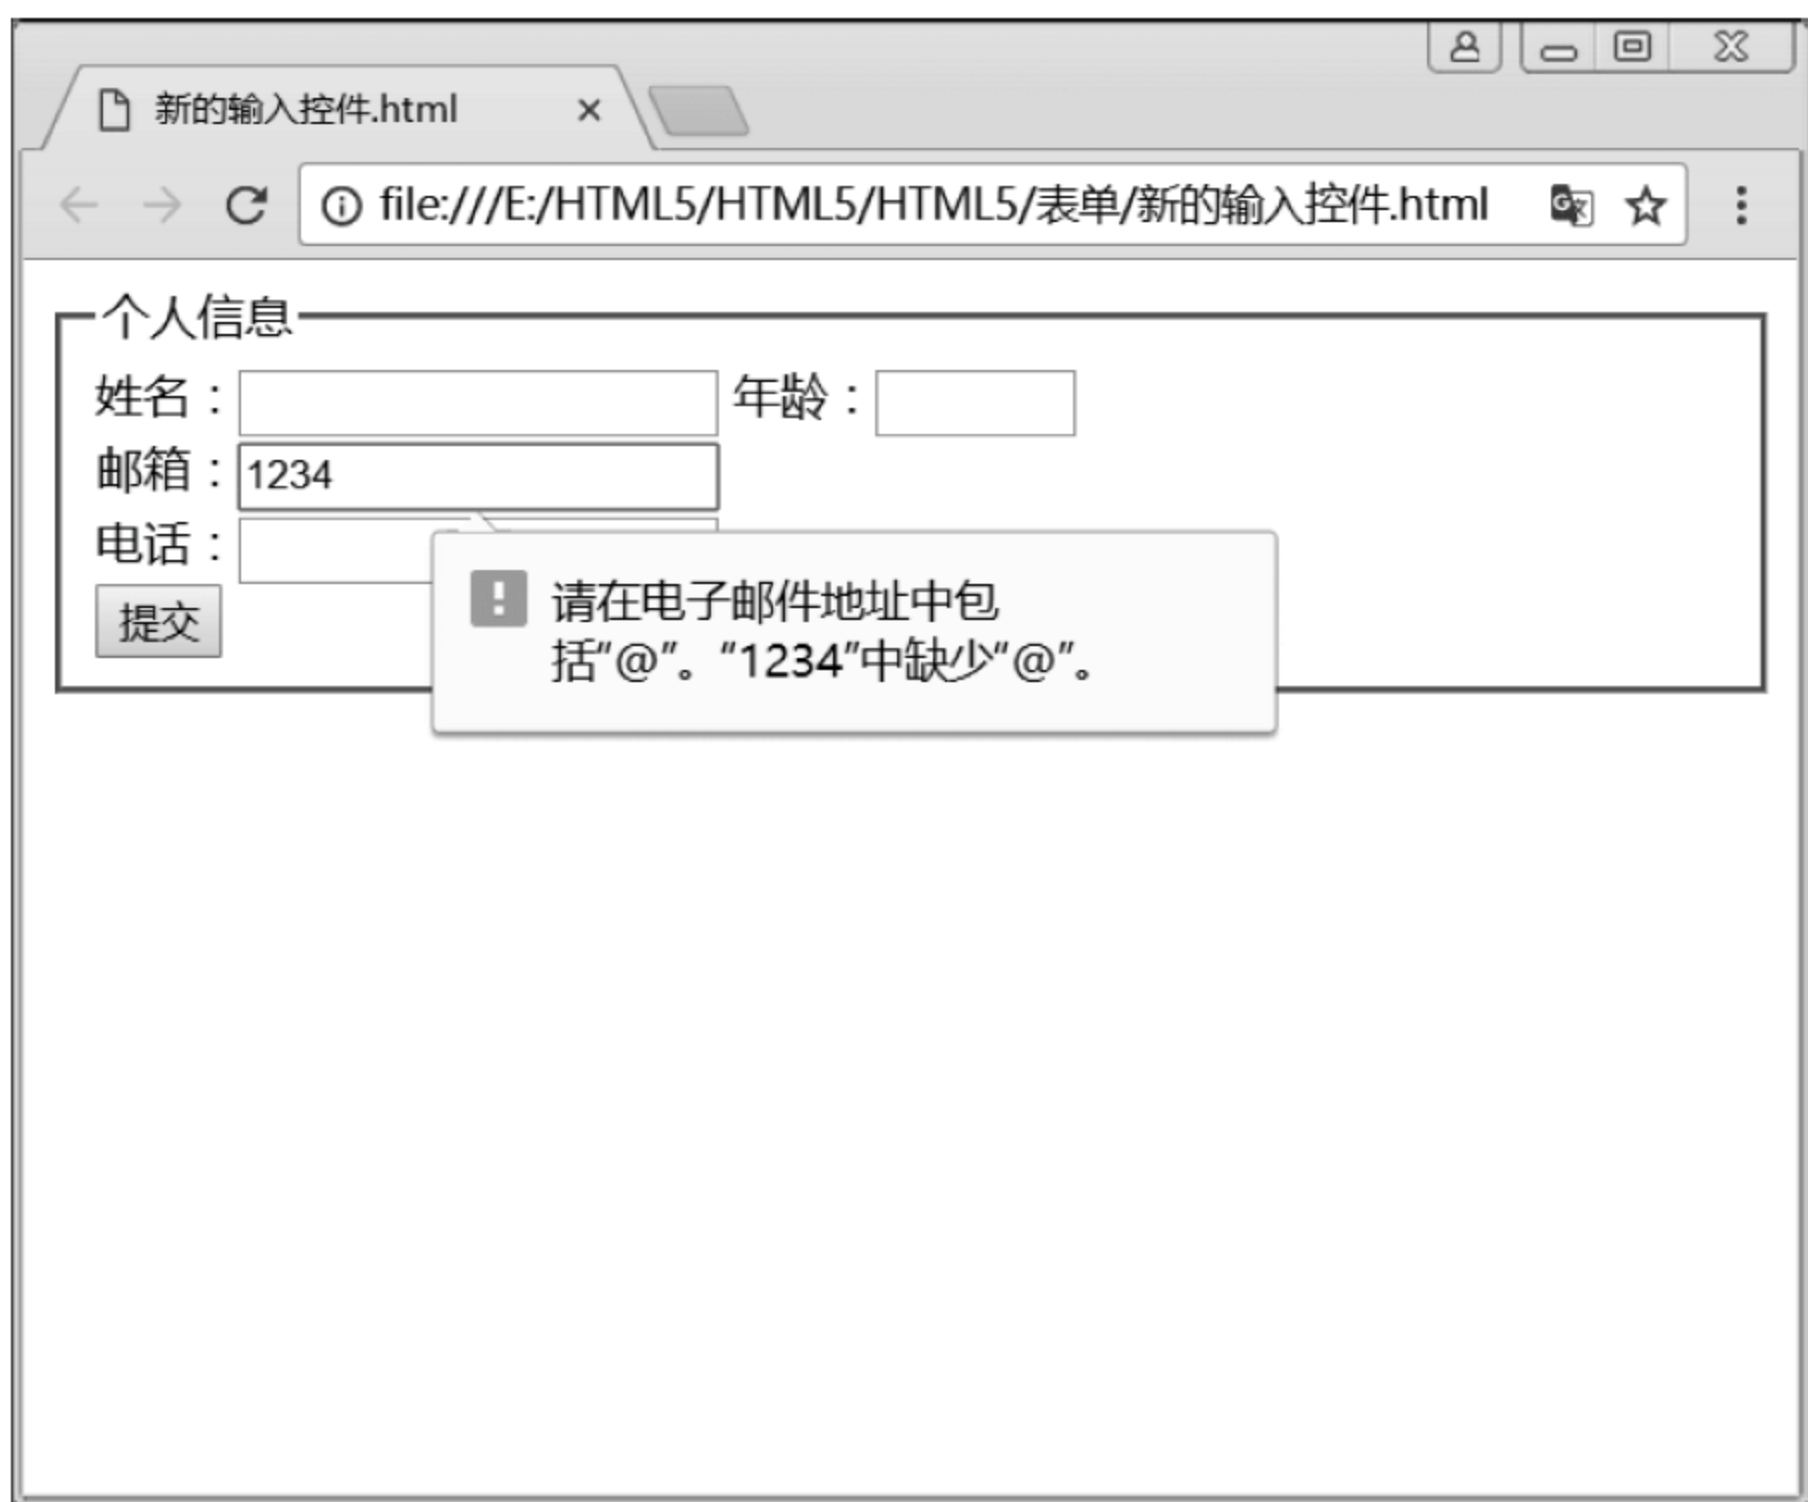 新的输入控件.html
file:///E:/HTML5/HTML5/HTML5/表单/新的输入控件.html
个人信息
姓名： 年龄：
邮箱：1234
电话：
请在电子邮件地址中包
提交
括“@”。“1234”中缺少“@”。